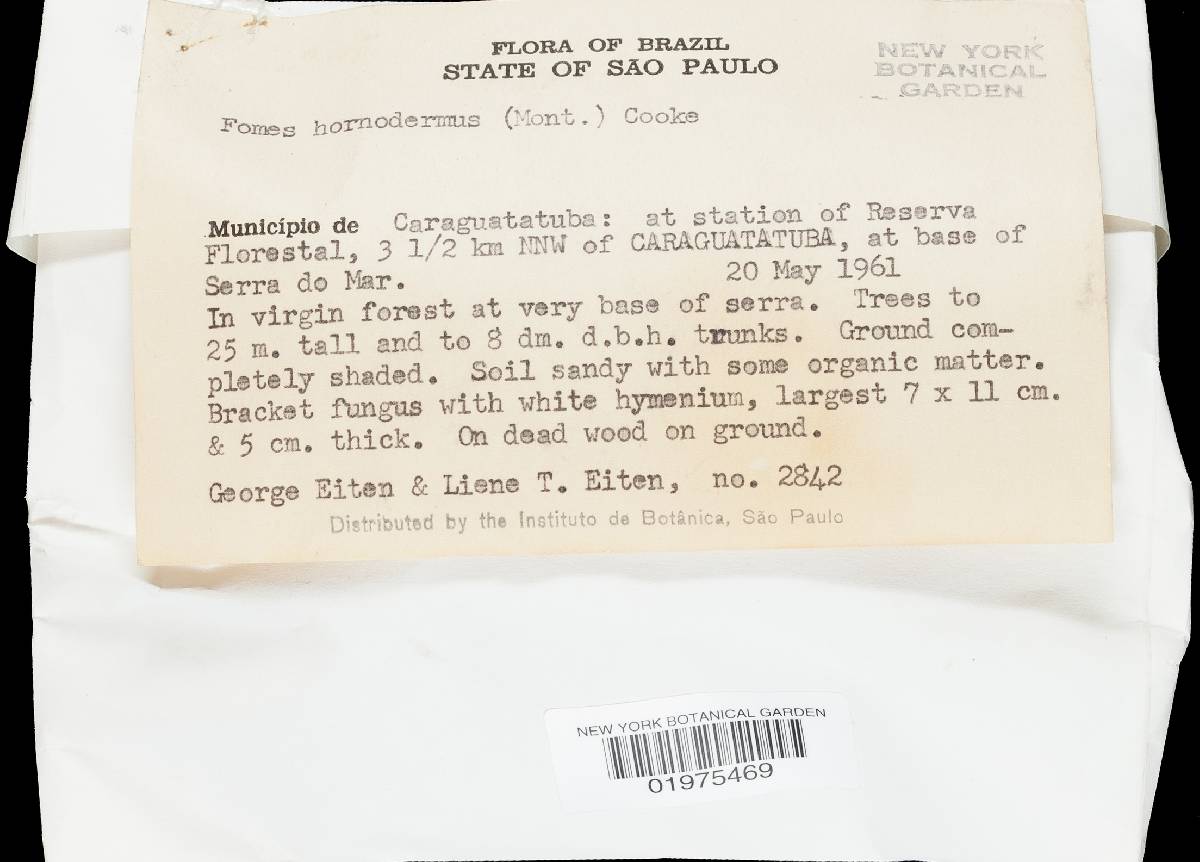 FLORA OF BRAZIL
STATE OF SÃO PAULO
NEW YORK
BOTANICAL
GARDEN
Fomes hornodermus (Mont.) Cooke
Município de Caraguatatuba: at station of Reserva
Florestal, 3 1/2 km NNW of CARAGUATATUBA, at base of
Serra do Mar. 20 May 1961
In virgin forest at very base of serra. Trees to
25 m. tall and to 8 dm. d.b.h. trunks. Ground com-
pletely shaded. Soil sandy with some organic matter.
Bracket fungus with white hymenium, largest 7 x 11 cm.
& 5 cm. thick. On dead wood on ground.
George Eiten & Liene T. Eiten, no. 2842
Distributed by the Instituto de Botânica, São Paulo
NEW YORK BOTANICAL GARDEN
01975469